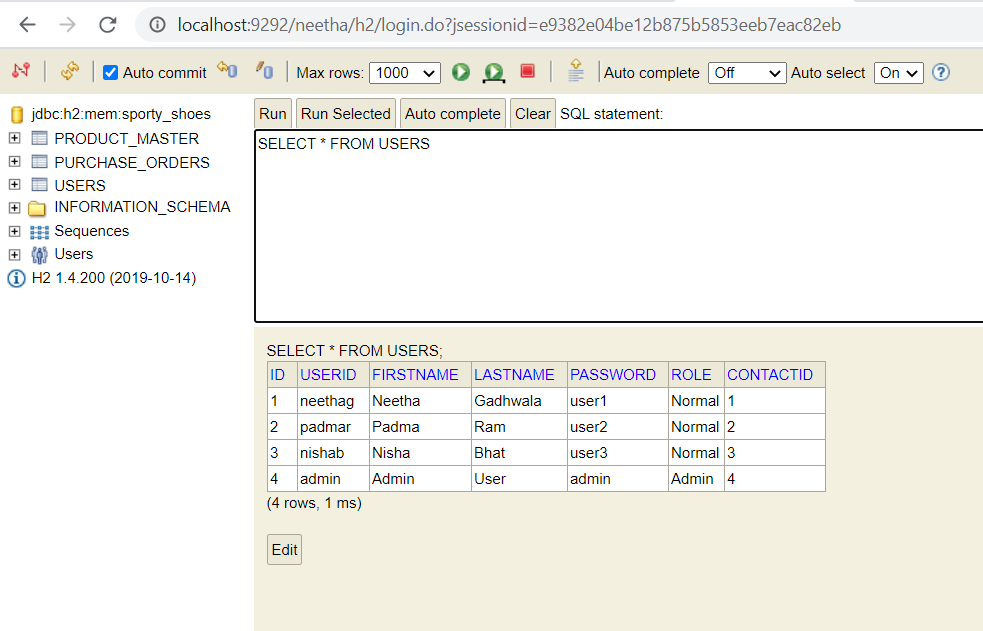 localhost:9292/neetha/h2/login.do?jsessionid=e9382e04be12b875b5853eeb7eac82eb
Auto commit Max rows: 1000 Auto complete Off Auto select On ?
jdbc:h2:mem:sporty_shoes
PRODUCT_MASTER
PURCHASE_ORDERS
USERS
INFORMATION_SCHEMA
Sequences
Users
H2 1.4.200 (2019-10-14)
Run Run Selected Auto complete Clear SQL statement:
SELECT * FROM USERS
SELECT * FROM USERS;
ID USERID FIRSTNAME LASTNAME PASSWORD ROLE CONTACTID
1 neethag Neetha Gadhwala user1 Normal 1
2 padmar Padma Ram user2 Normal 2
3 nishab Nisha Bhat user3 Normal 3
4 admin Admin User admin Admin 4
(4 rows, 1 ms)
Edit